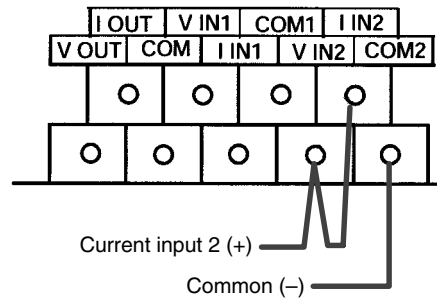 I OUT V IN1 COM1 I IN2
V OUT COM I IN1 V IN2 COM2
Current input 2 (+)
Common (–)